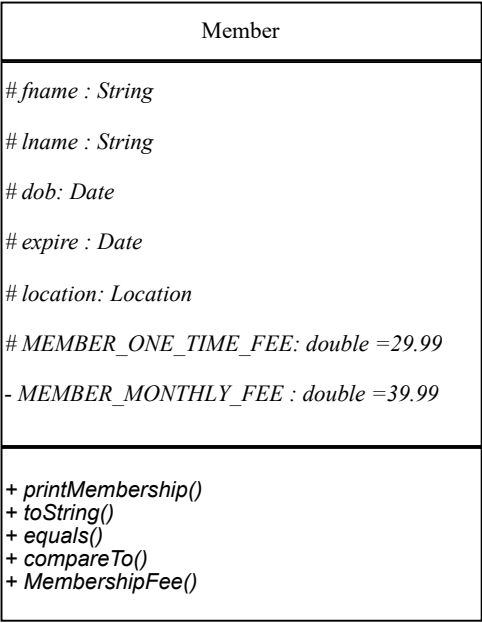 Member
# fname : String
# lname : String
# dob: Date
# expire : Date
# location: Location
# MEMBER_ONE_TIME_FEE: double =29.99
- MEMBER_MONTHLY_FEE : double =39.99
+ printMembership()
+ toString()
+ equals()
+ compareTo()
+ MembershipFee()